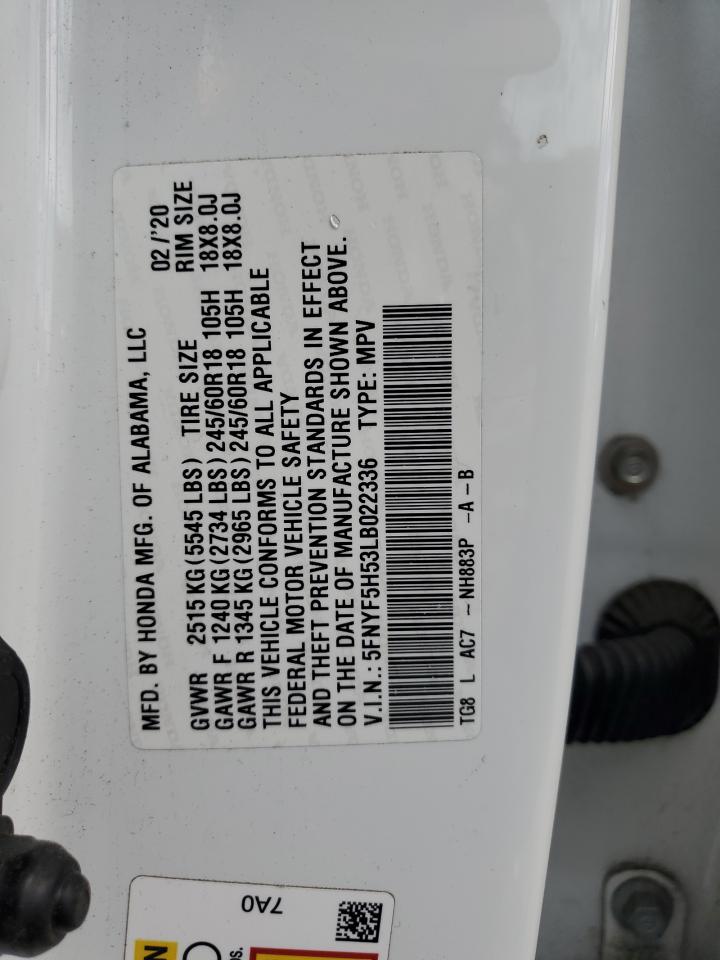 MFD. BY HONDA MFG. OF ALABAMA, LLC 02/'20
GVWR 2515 KG (5545 LBS) TIRE SIZE RIM SIZE
GAWR F 1240 KG (2734 LBS) 245/60R18 105H 18X8.0J
GAWR R 1345 KG (2965 LBS) 245/60R18 105H 18X8.0J
THIS VEHICLE CONFORMS TO ALL APPLICABLE
FEDERAL MOTOR VEHICLE SAFETY
AND THEFT PREVENTION STANDARDS IN EFFECT
ON THE DATE OF MANUFACTURE SHOWN ABOVE.
V.I.N.: 5FNYF5H53LB022336 TYPE: MPV
TG8 L AC7 - NH883P -A - B
7A0